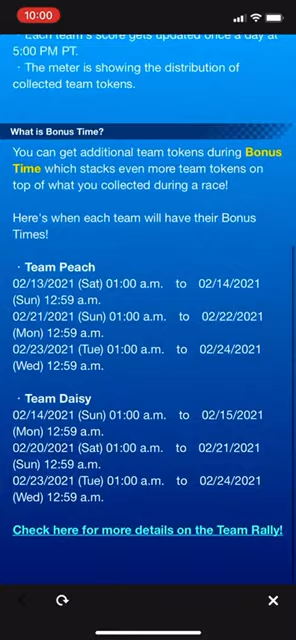 10:00
· Each team's score gets updated once a day at
5:00 PM PT.
· The meter is showing the distribution of
collected team tokens.
What is Bonus Time?
You can get additional team tokens during Bonus
Time which stacks even more team tokens on
top of what you collected during a race!
Here's when each team will have their Bonus
Times!
· Team Peach
02/13/2021 (Sat) 01:00 a.m. to 02/14/2021
(Sun) 12:59 a.m.
02/21/2021 (Sun) 01:00 a.m. to 02/22/2021
(Mon) 12:59 a.m.
02/23/2021 (Tue) 01:00 a.m. to 02/24/2021
(Wed) 12:59 a.m.
· Team Daisy
02/14/2021 (Sun) 01:00 a.m. to 02/15/2021
(Mon) 12:59 a.m.
02/20/2021 (Sat) 01:00 a.m. to 02/21/2021
(Sun) 12:59 a.m.
02/23/2021 (Tue) 01:00 a.m. to 02/24/2021
(Wed) 12:59 a.m.
Check here for more details on the Team Rally!